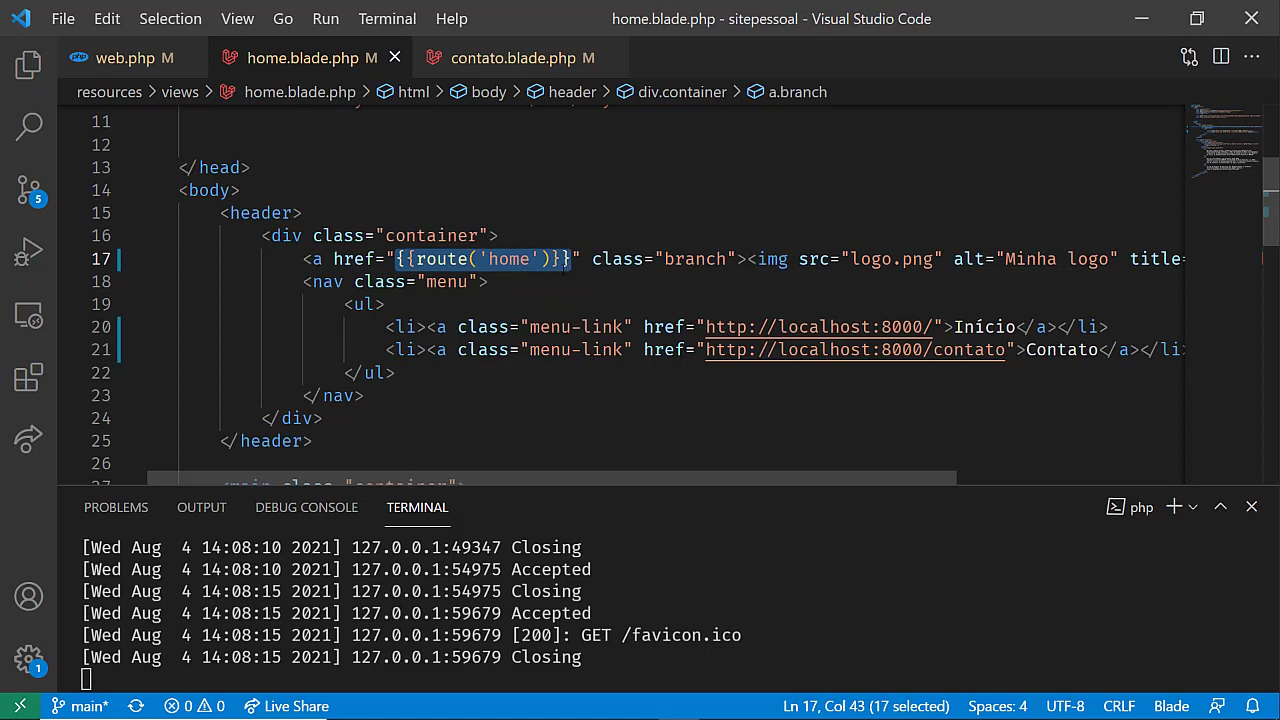 File Edit Selection View Go Run Terminal Help home.blade.php - sitepessoal - Visual Studio Code
web.php M home.blade.php M contato.blade.php M
resources > views > home.blade.php > html > body > header > div.container > a.branch
11
12
13 </head>
14 <body>
15 <header>
16 <div class="container">
17 <a href="{{route('home')}}" class="branch"><img src="logo.png" alt="Minha logo" title=
18 <nav class="menu">
19 <ul>
20 <li><a class="menu-link" href="http://localhost:8000/">Início</a></li>
21 <li><a class="menu-link" href="http://localhost:8000/contato">Contato</a></li>
22 </ul>
23 </nav>
24 </div>
25 </header>
26
27 <main class="container">
PROBLEMS OUTPUT DEBUG CONSOLE TERMINAL php
[Wed Aug  4 14:08:10 2021] 127.0.0.1:49347 Closing
[Wed Aug  4 14:08:10 2021] 127.0.0.1:54975 Accepted
[Wed Aug  4 14:08:15 2021] 127.0.0.1:54975 Closing
[Wed Aug  4 14:08:15 2021] 127.0.0.1:59679 Accepted
[Wed Aug  4 14:08:15 2021] 127.0.0.1:59679 [200]: GET /favicon.ico
[Wed Aug  4 14:08:15 2021] 127.0.0.1:59679 Closing
5
1
main* 0 0 Live Share Ln 17, Col 43 (17 selected) Spaces: 4 UTF-8 CRLF Blade